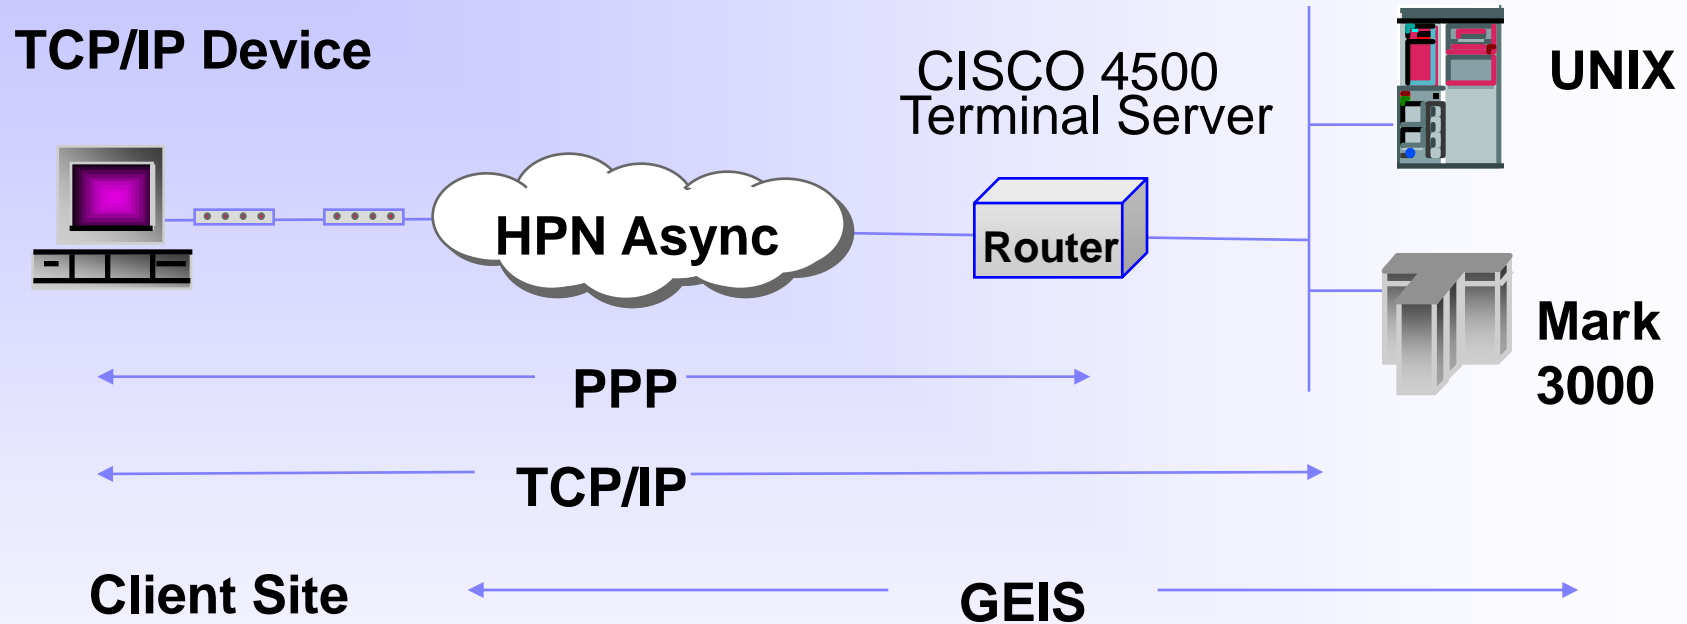 TCP/IP Device
CISCO 4500
Terminal Server
UNIX
HPN Async
Router
Mark
3000
PPP
TCP/IP
Client Site
GEIS